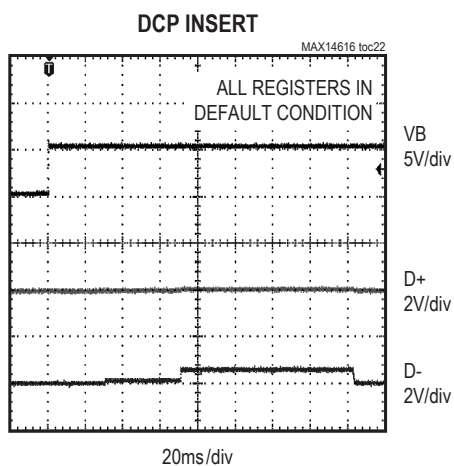 DCP INSERT
MAX14616 toc22
T
ALL REGISTERS IN
DEFAULT CONDITION
VB
5V/div
D+
2V/div
D-
2V/div
20ms/div